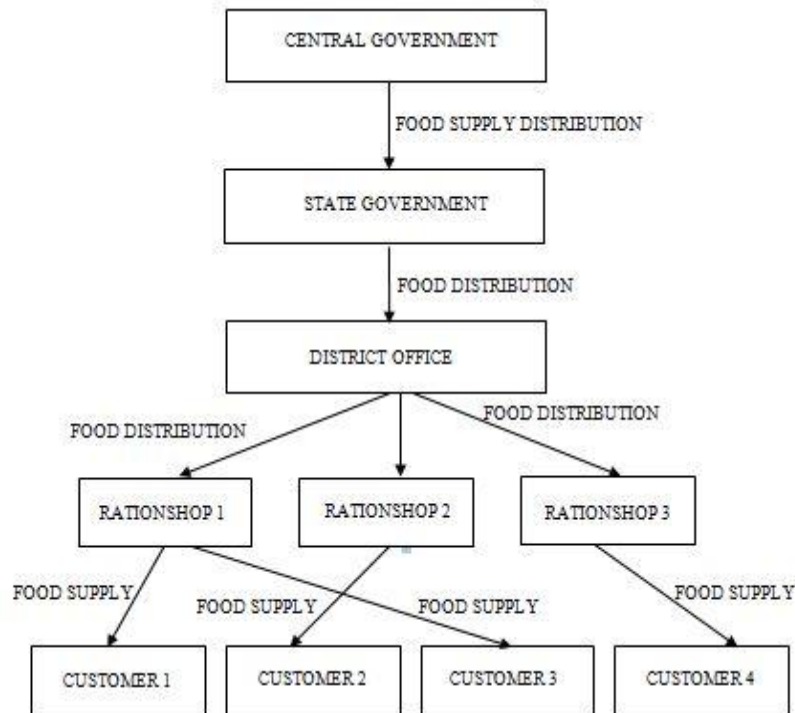 CENTRAL GOVERNMENT
FOOD SUPPLY DISTRIBUTION
STATE GOVERNMENT
FOOD DISTRIBUTION
DISTRICT OFFICE
FOOD DISTRIBUTION
FOOD DISTRIBUTION
RATIONSHOP 1
RATIONSHOP 2
RATIONSHOP 3
FOOD SUPPLY
FOOD SUPPLY
FOOD SUPPLY
FOOD SUPPLY
CUSTOMER 1
CUSTOMER 2
CUSTOMER 3
CUSTOMER 4